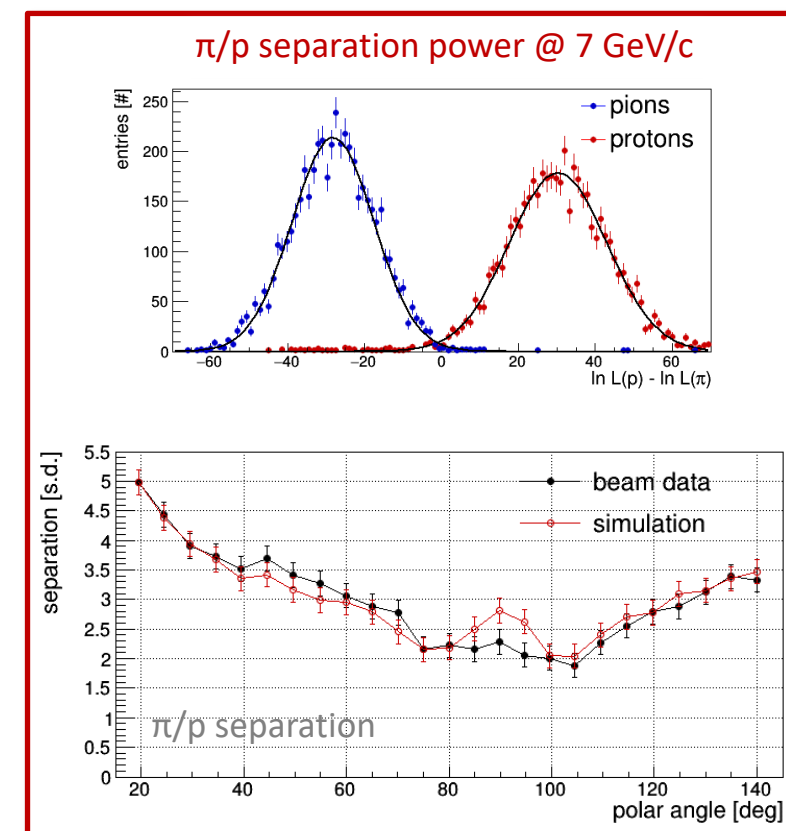 π/p separation power @ 7 GeV/c
entries [#]
250
200
150
100
50
0
pions
protons
−60 −40 −20 0 20 40 60
ln L(p) - ln L(π)
separation [s.d.]
5.5
5
4.5
4
3.5
3
2.5
2
1.5
1
0.5
0
beam data
simulation
π/p separation
20 40 60 80 100 120 140
polar angle [deg]